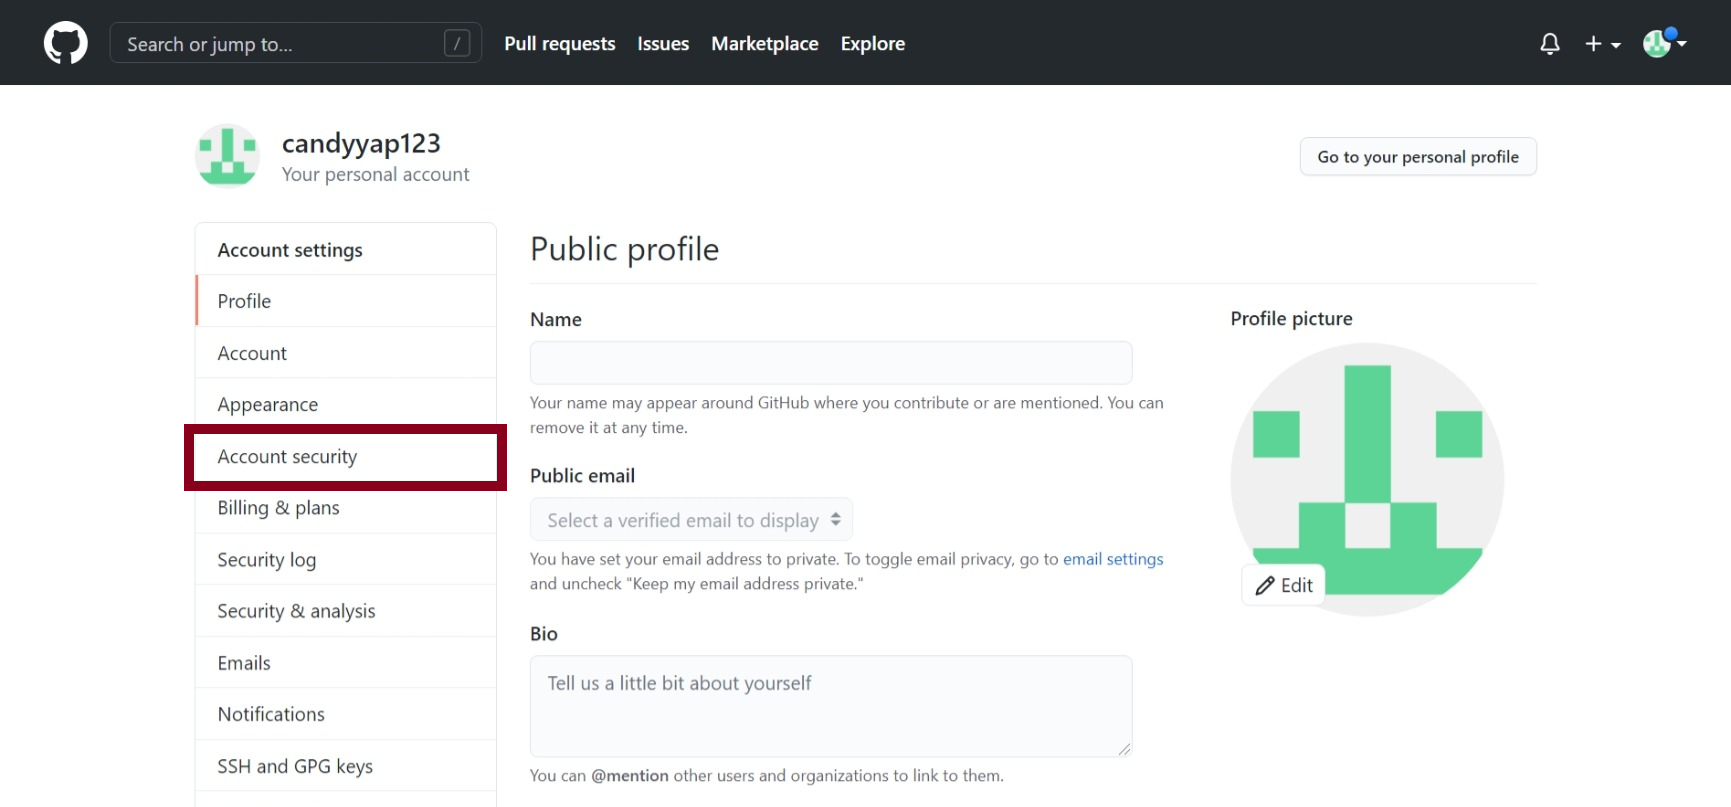 Search or jump to... /
Pull requests Issues Marketplace Explore
candyyap123
Your personal account
Go to your personal profile
Account settings
Profile
Account
Appearance
Account security
Billing & plans
Security log
Security & analysis
Emails
Notifications
SSH and GPG keys
Public profile
Name
Your name may appear around GitHub where you contribute or are mentioned. You can
remove it at any time.
Public email
Select a verified email to display
You have set your email address to private. To toggle email privacy, go to email settings
and uncheck "Keep my email address private."
Bio
Tell us a little bit about yourself
You can @mention other users and organizations to link to them.
Profile picture
Edit